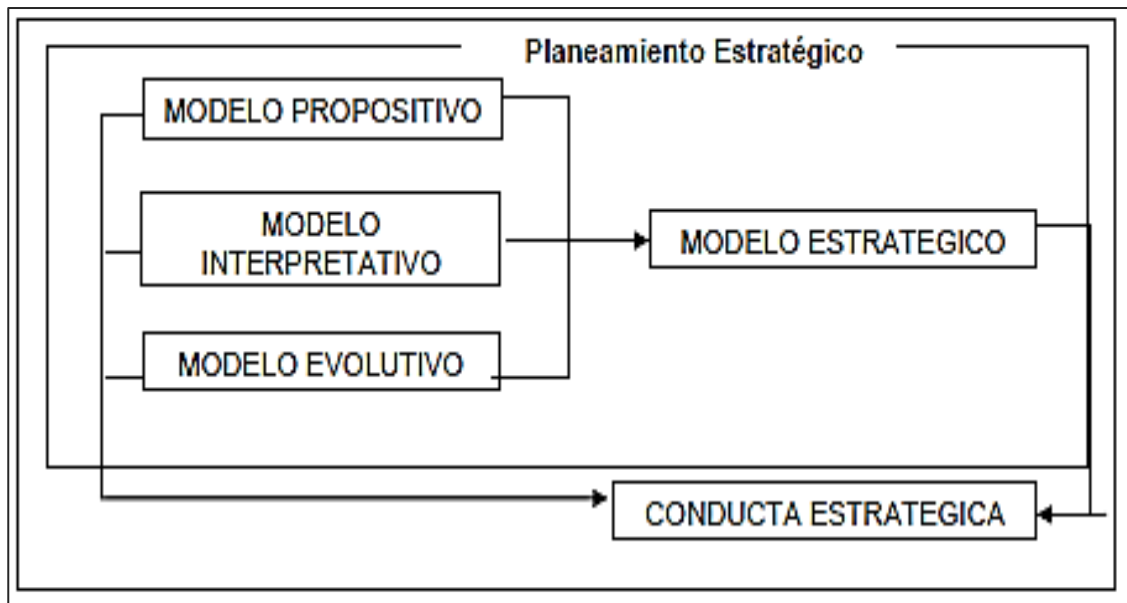 Planeamiento Estratégico
MODELO PROPOSITIVO
MODELO
INTERPRETATIVO
MODELO EVOLUTIVO
MODELO ESTRATEGICO
CONDUCTA ESTRATEGICA